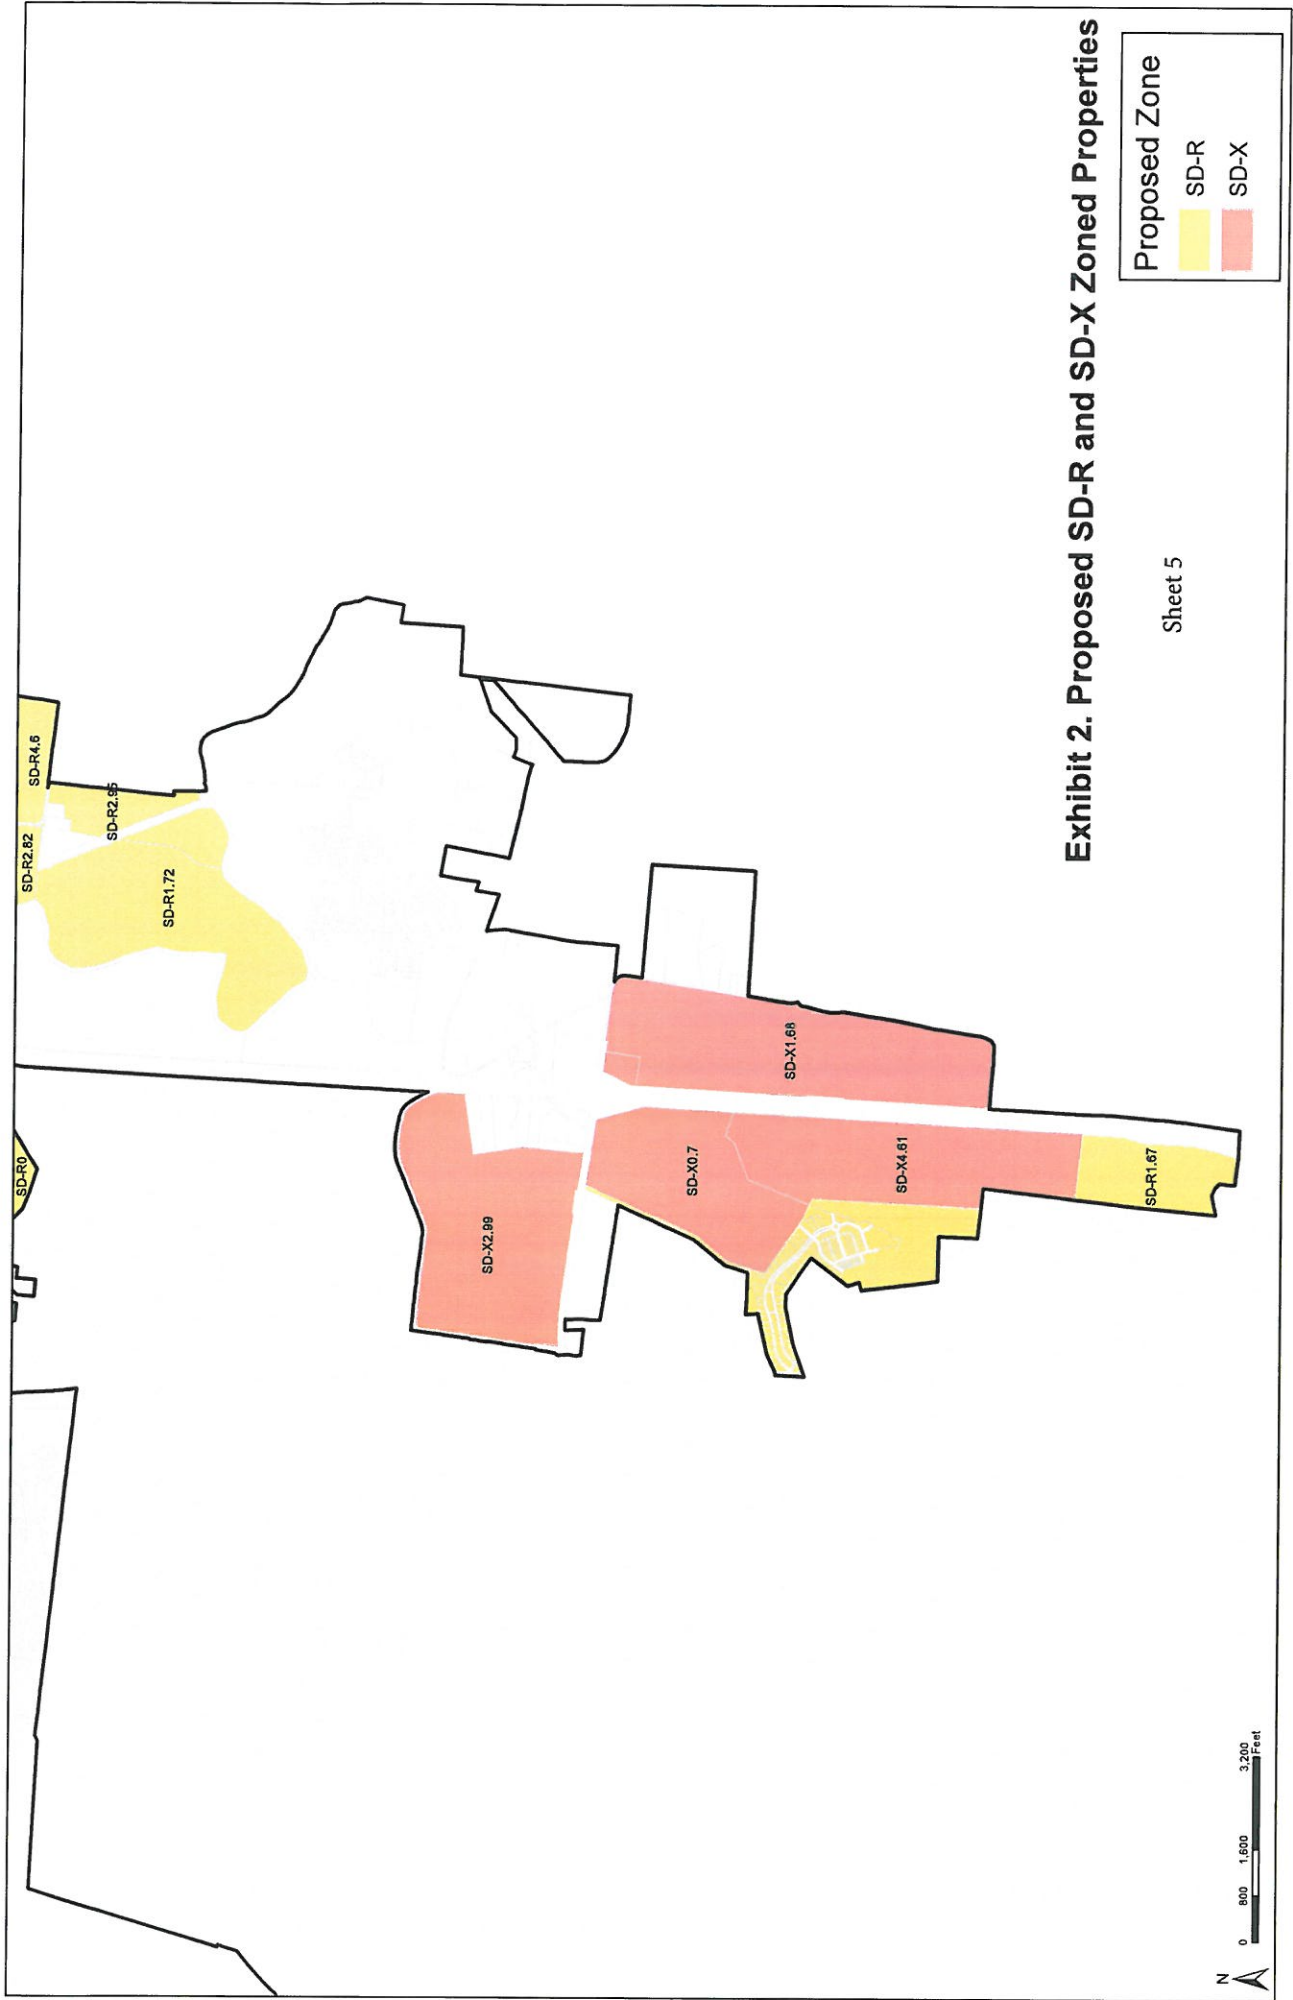 SD-R4.6
SD-R2.82
SD-R2.95
SD-R1.72
SD-R0
SD-X2.99
SD-X1.68
SD-X0.7
SD-X4.61
SD-R1.67
Exhibit 2. Proposed SD-R and SD-X Zoned Properties
Sheet 5
Proposed Zone
SD-R
SD-X
N
0 800 1,600 3,200
Feet